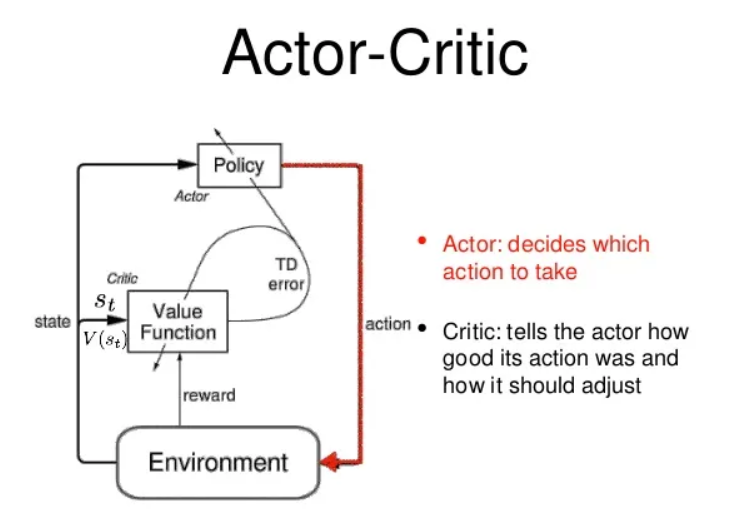 Actor-Critic
Policy
Actor
TD
error
Critic
s_t
Value
Function
state
V(s_t)
action
reward
Environment
• Actor: decides which
action to take
• Critic: tells the actor how
good its action was and
how it should adjust